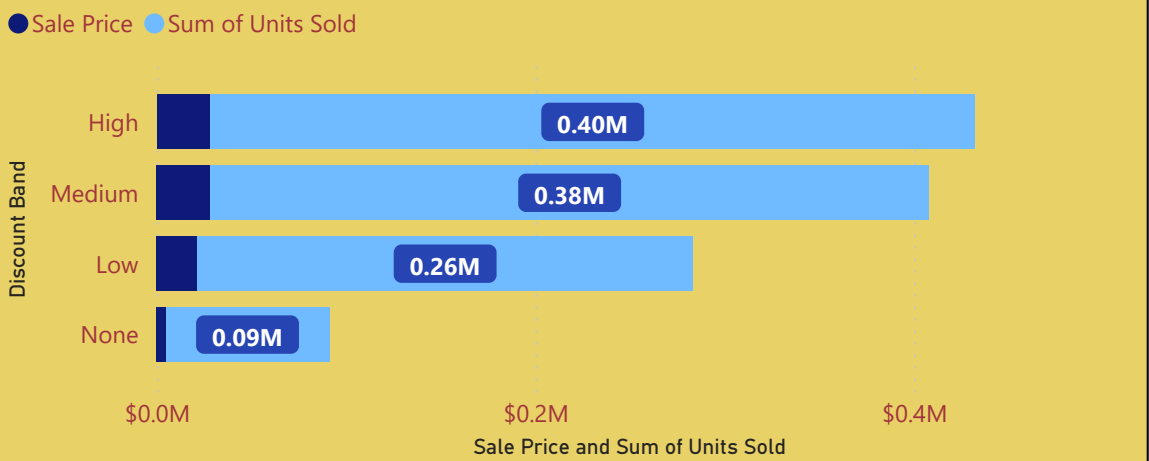 Sale Price Sum of Units Sold
High 0.40M
Medium 0.38M
Low 0.26M
None 0.09M
Discount Band
$0.0M $0.2M $0.4M
Sale Price and Sum of Units Sold